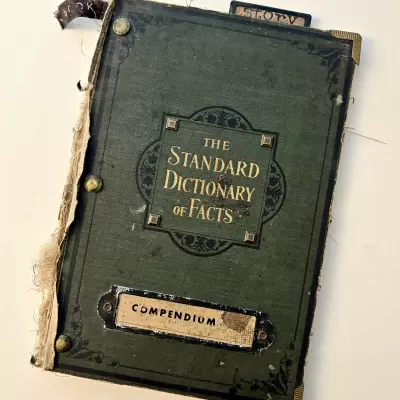 STORY
THE
STANDARD
DICTIONARY
OF FACTS
COMPENDIUM